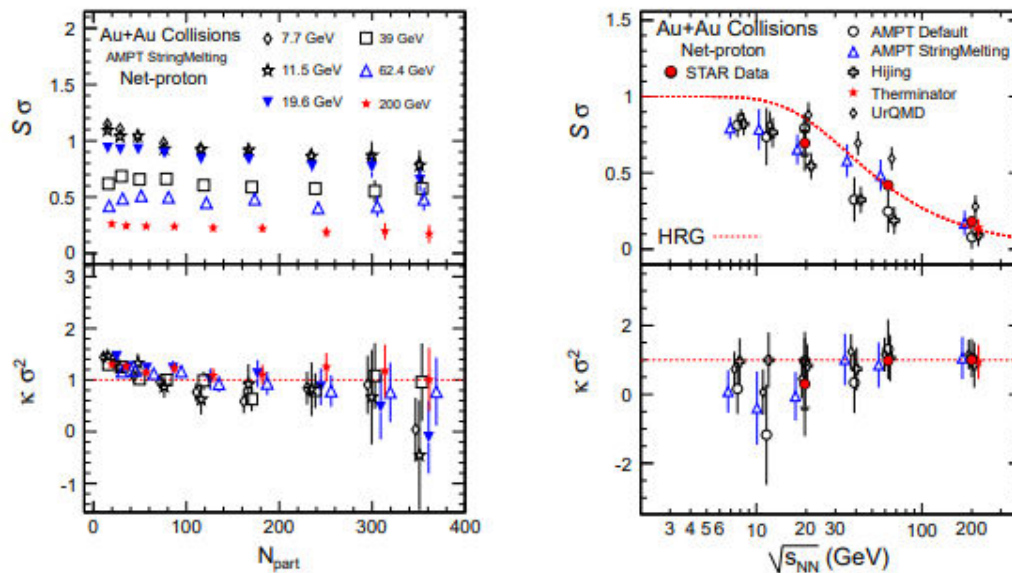 Au+Au Collisions
AMPT StringMelting
Net-proton
7.7 GeV
39 GeV
11.5 GeV
62.4 GeV
19.6 GeV
200 GeV
S σ
2
1.5
1
0.5
0
κ σ²
3
2
1
0
-1
0 100 200 300 400
N_part
Au+Au Collisions
Net-proton
STAR Data
AMPT Default
AMPT StringMelting
Hijing
Therminator
UrQMD
HRG
S σ
1.5
1
0.5
0
κ σ²
4
2
0
-2
3 4 5 6 10 20 30 100 200
√s_NN (GeV)